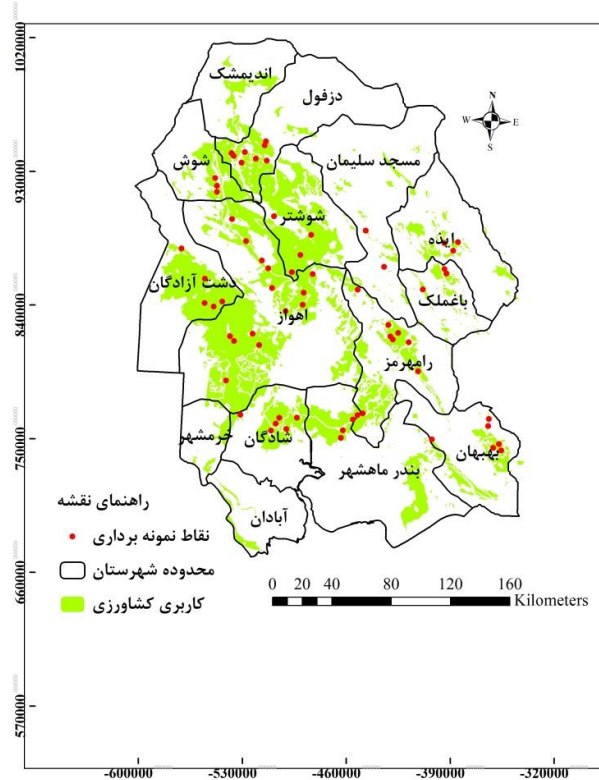 1020000
930000
840000
750000
660000
570000
اندیمشک
دزفول
N
W
E
S
شوش
مسجد سلیمان
شوشتر
ایذه
دشت آزادگان
باغملک
اهواز
رامهرمز
خرمشهر
شادگان
بهبهان
بندر ماهشهر
آبادان
راهنمای نقشه
نقاط نمونه برداری
محدوده شهرستان
کاربری کشاورزی
0 20 40 80 120 160
Kilometers
-600000 -530000 -460000 -390000 -320000